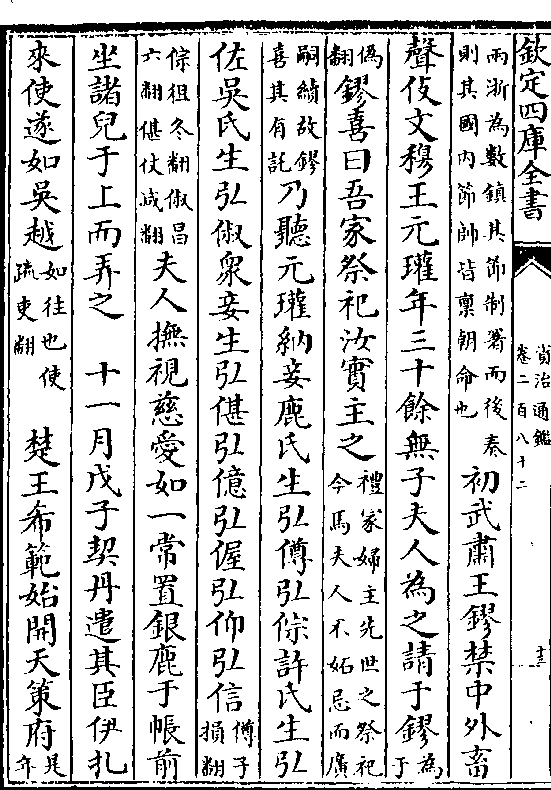 欽定四庫全書
資治通鑑
卷二百八十二
十三
兩浙為數鎮其節制署而後奏
則其國內節帥皆禀朝命也
初武肅王鏐禁中外畜
聲伎文穆王元瓘年三十餘無子夫人為之請于鏐
為于
偽翻
鏐喜曰吾家祭祀汝實主之
禮家婦主先世之祭祀
今馬夫人不妬忌而廣
嗣續故鏐
喜其有託
乃聽元瓘納妾鹿氏生弘僔弘倧許氏生弘
佐吳氏生弘俶衆妾生弘偡弘億弘偓弘仰弘信
僔子
損翻
倧徂冬翻俶昌
六翻偡仗減翻
夫人撫視慈愛如一常置銀鹿于帳前
坐諸兒于上而弄之
十一月戊子契丹遣其臣伊扎
來使遂如吳越
如往也使
疏吏翻
楚王希範始開天策府
是
年